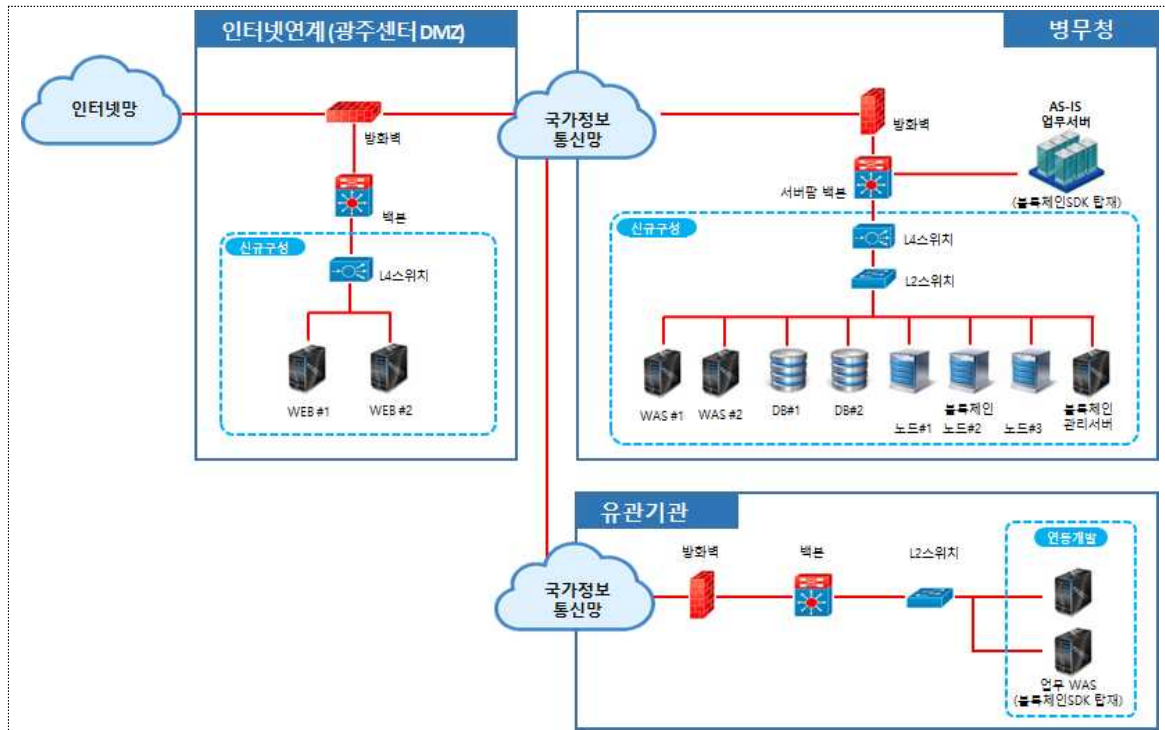 인터넷연계(광주센터 DMZ)
병무청
인터넷망
방화벽
국가정보
통신망
방화벽
AS-IS
업무서버
(블록체인SDK 탑재)
백본
서버팜 백본
신규구성
L4스위치
신규구성
L4스위치
L2스위치
WEB #1
WEB #2
WAS #1
WAS #2
DB#1
DB#2
블록체인
노드#1
노드#2
노드#3
블록체인
관리서버
유관기관
국가정보
통신망
방화벽
백본
L2스위치
연동개발
업무 WAS
(블록체인SDK 탑재)